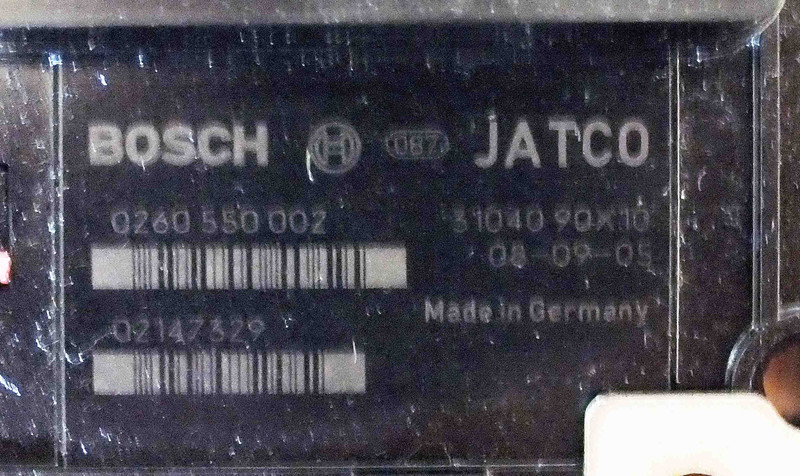 BOSCH 087 JATCO
0260 550 002 31040 90X10
08-09-05
02147329
Made in Germany